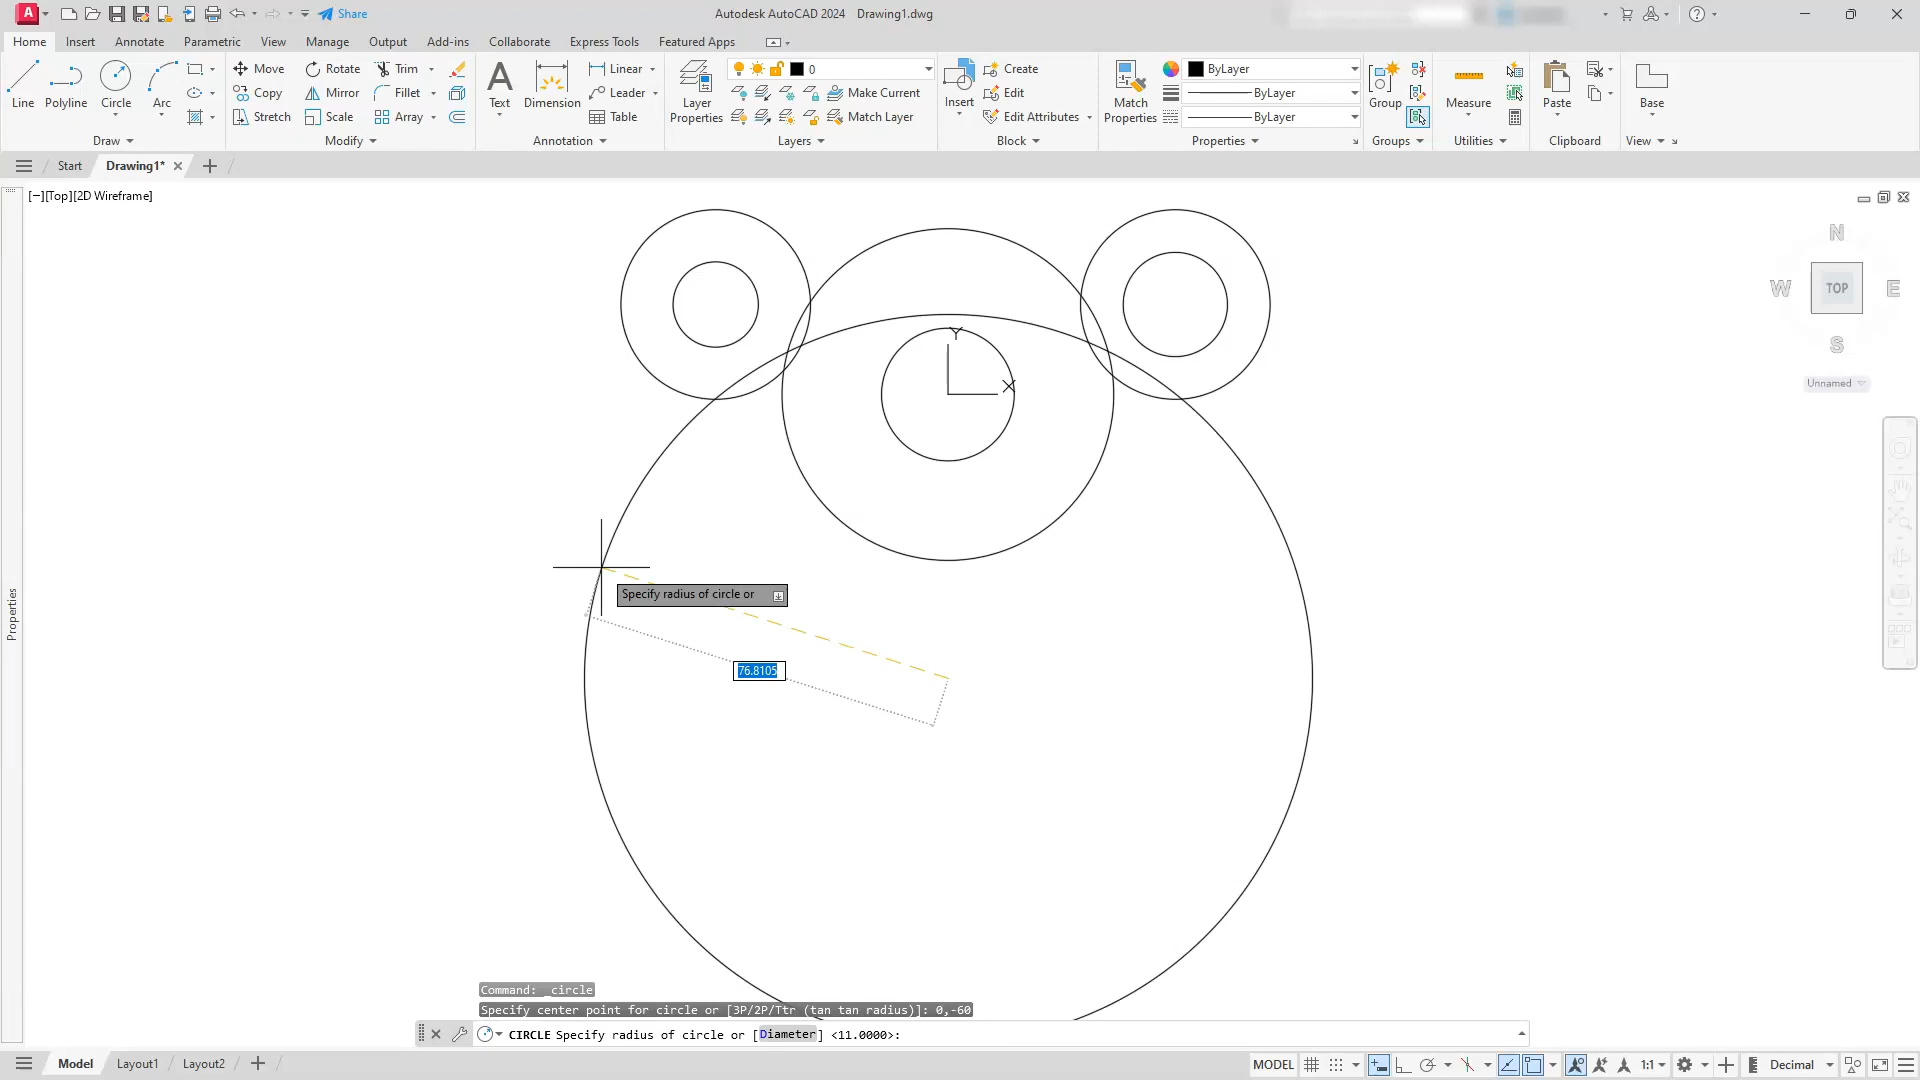 A Share Autodesk AutoCAD 2024 Drawing1.dwg
Home Insert Annotate Parametric View Manage Output Add-ins Collaborate Express Tools Featured Apps
Move Rotate Trim Linear 0 Create ByLayer
Line Polyline Circle Arc Copy Mirror Fillet Text Dimension Leader Layer Properties Make Current Insert Edit Match Properties ByLayer Group Measure Paste Base
Stretch Scale Array Table Match Layer Edit Attributes ByLayer
Draw Modify Annotation Layers Block Properties Groups Utilities Clipboard View
Start Drawing1*
[−][Top][2D Wireframe]
N
W TOP E
S
Unnamed
Y
X
Specify radius of circle or
Properties
76.8105
Command: _circle
Specify center point for circle or [3P/2P/Ttr (tan tan radius)]: 0,-60
CIRCLE Specify radius of circle or [Diameter] <11.0000>:
Model Layout1 Layout2 MODEL 1:1 Decimal